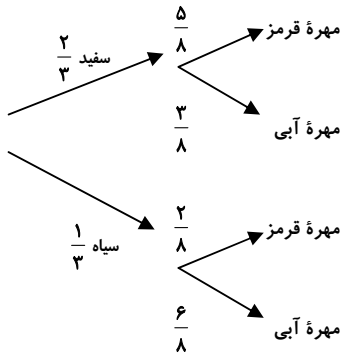 ۵/۸
مهرهٔ قرمز
سفید ۲/۳
۳/۸
مهرهٔ آبی
۲/۸
مهرهٔ قرمز
سیاه ۱/۳
۶/۸
مهرهٔ آبی